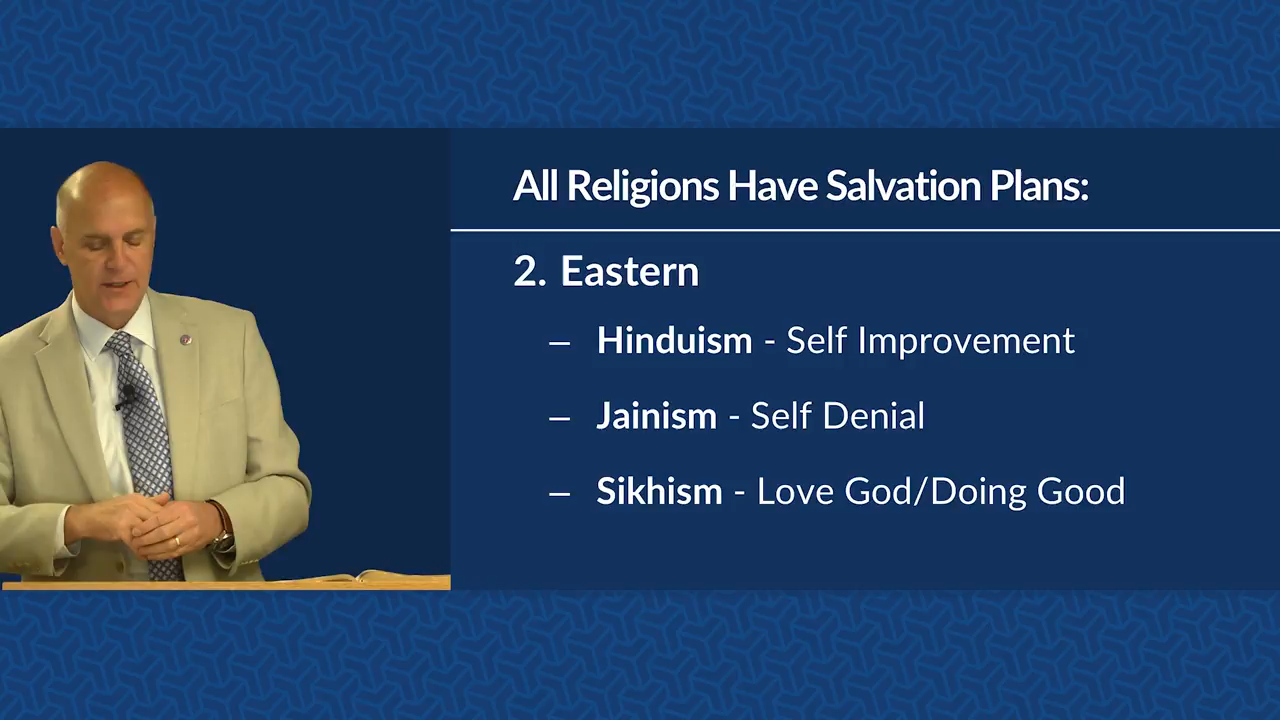 All Religions Have Salvation Plans:
2. Eastern
– Hinduism - Self Improvement
– Jainism - Self Denial
– Sikhism - Love God/Doing Good